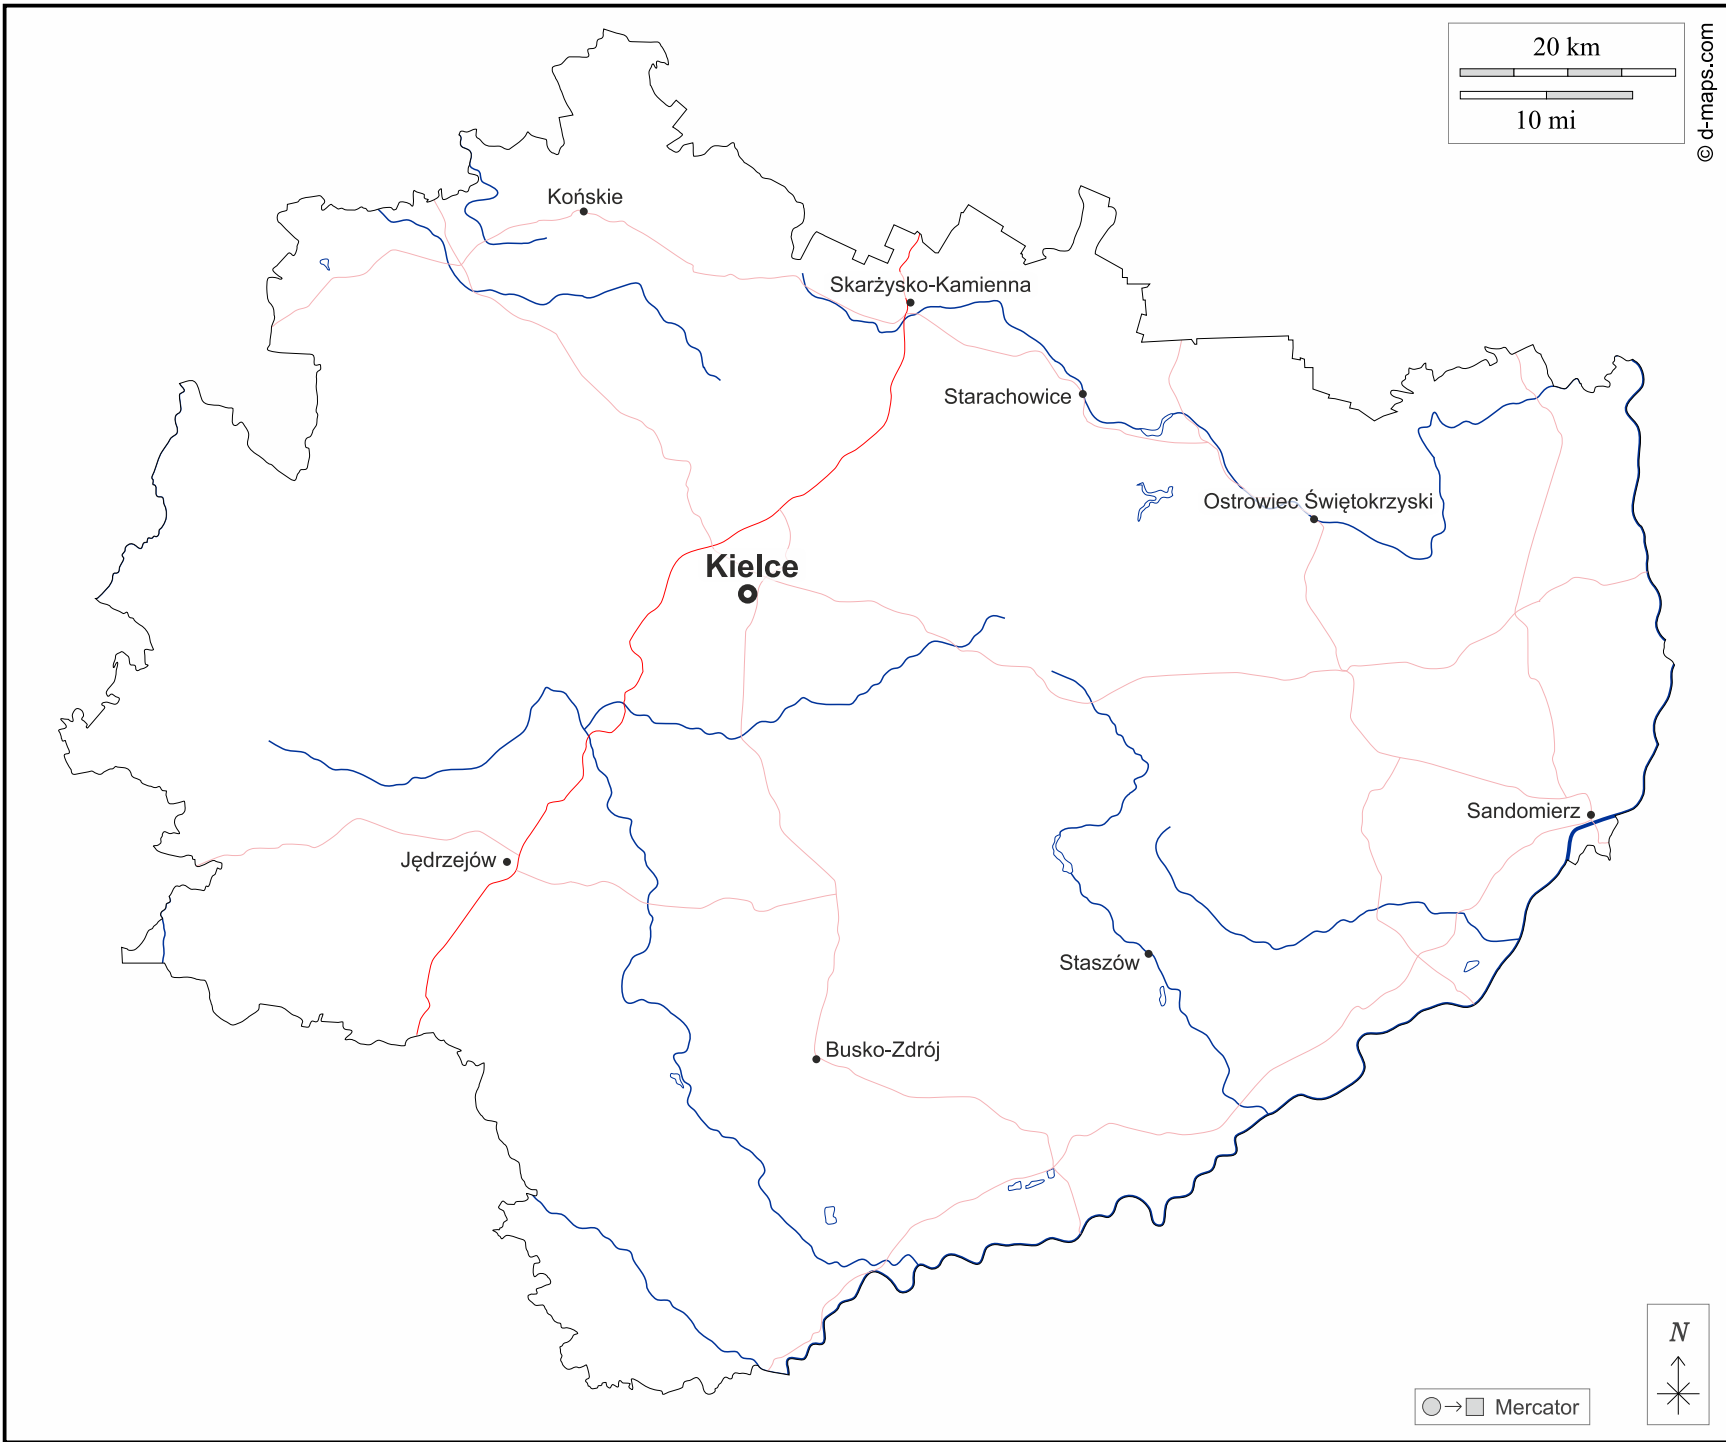 20 km
10 mi
© d-maps.com
Końskie
Skarżysko-Kamienna
Starachowice
Ostrowiec Świętokrzyski
Kielce
Sandomierz
Jędrzejów
Staszów
Busko-Zdrój
N
Mercator